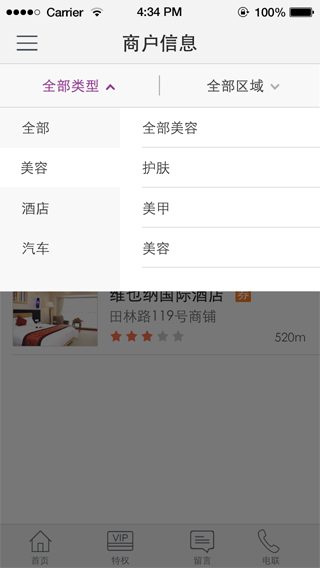 Carrier 4:34 PM 100%
商户信息
全部类型 全部区域
全部 全部美容
美容 护肤
酒店 美甲
汽车 美容
维也纳国际酒店 券
田林路119号商铺
520m
VIP
首页 特权 留言 电联